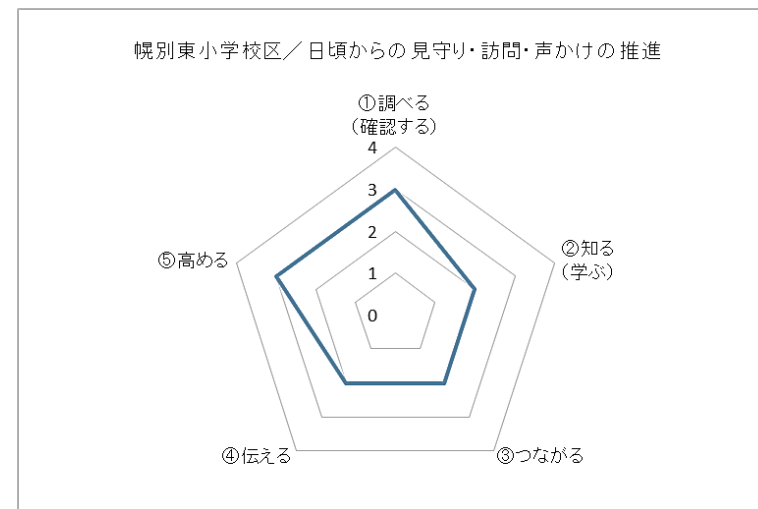 幌別東小学校区／日頃からの見守り・訪問・声かけの推進
①調べる
（確認する）
4
3
2
1
0
②知る
（学ぶ）
⑤高める
④伝える
③つながる